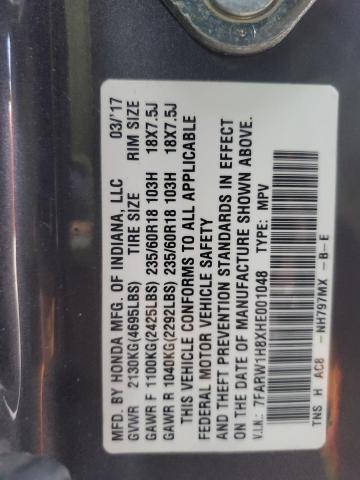 MFD. BY HONDA MFG. OF INDIANA, LLC 03/'17
GVWR 2130KG(4695LBS) TIRE SIZE RIM SIZE
GAWR F 1100KG(2425LBS) 235/60R18 103H 18X7.5J
GAWR R 1040KG(2292LBS) 235/60R18 103H 18X7.5J
THIS VEHICLE CONFORMS TO ALL APPLICABLE
FEDERAL MOTOR VEHICLE SAFETY
AND THEFT PREVENTION STANDARDS IN EFFECT
ON THE DATE OF MANUFACTURE SHOWN ABOVE.
V.I.N.: 7FARW1H8XHE001048 TYPE: MPV
TNS H AC8 -NH797MX -B-E